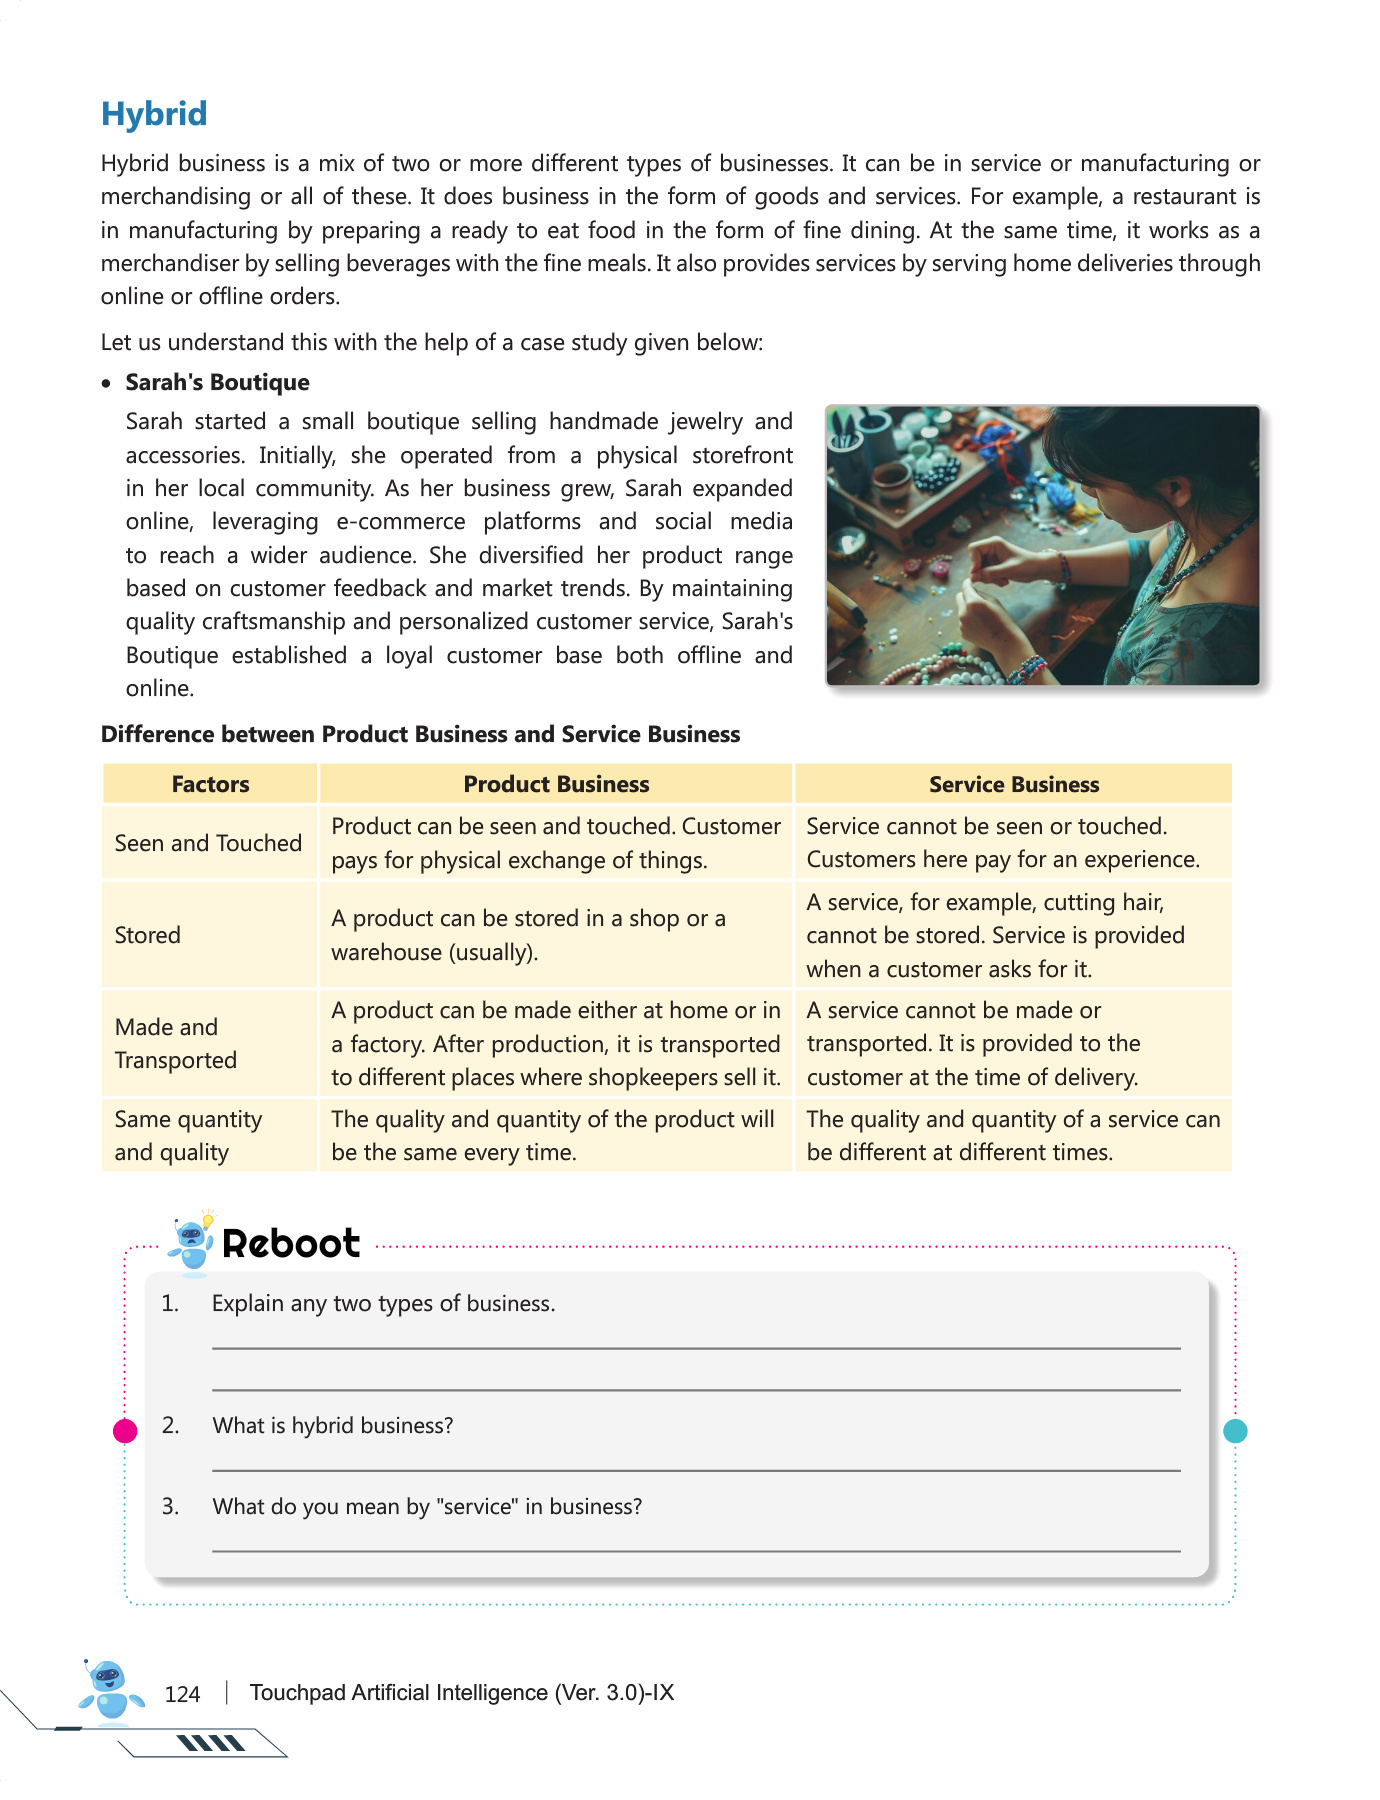 Hybrid
Hybrid business is a mix of two or more different types of businesses. It can be in service or manufacturing or
merchandising or all of these. It does business in the form of goods and services. For example, a restaurant is
in manufacturing by preparing a ready to eat food in the form of fine dining. At the same time, it works as a
merchandiser by selling beverages with the fine meals. It also provides services by serving home deliveries through
online or offline orders.
Let us understand this with the help of a case study given below:
• Sarah's Boutique
Sarah started a small boutique selling handmade jewelry and
accessories. Initially, she operated from a physical storefront
in her local community. As her business grew, Sarah expanded
online, leveraging e-commerce platforms and social media
to reach a wider audience. She diversified her product range
based on customer feedback and market trends. By maintaining
quality craftsmanship and personalized customer service, Sarah's
Boutique established a loyal customer base both offline and
online.
Difference between Product Business and Service Business
Factors Product Business Service Business
Seen and Touched
Product can be seen and touched. Customer
pays for physical exchange of things.
Service cannot be seen or touched.
Customers here pay for an experience.
Stored
A product can be stored in a shop or a
warehouse (usually).
A service, for example, cutting hair,
cannot be stored. Service is provided
when a customer asks for it.
Made and
Transported
A product can be made either at home or in
a factory. After production, it is transported
to different places where shopkeepers sell it.
A service cannot be made or
transported. It is provided to the
customer at the time of delivery.
Same quantity
and quality
The quality and quantity of the product will
be the same every time.
The quality and quantity of a service can
be different at different times.
Reboot
1. Explain any two types of business.
2. What is hybrid business?
3. What do you mean by "service" in business?
124 | Touchpad Artificial Intelligence (Ver. 3.0)-IX